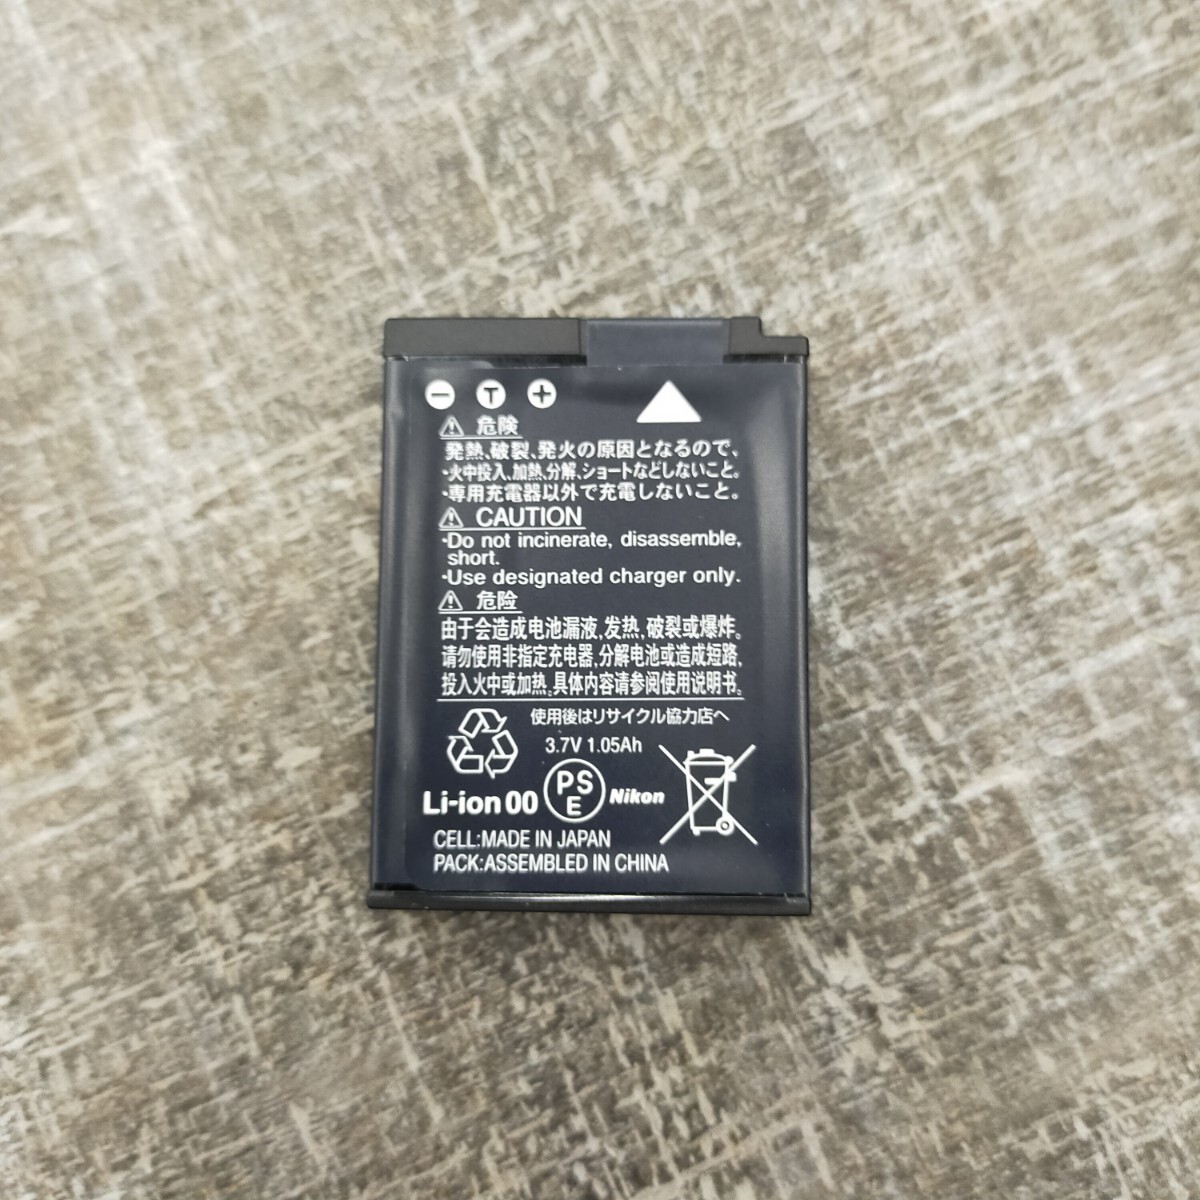 − T +
⚠ 危険
発熱、破裂、発火の原因となるので、
・火中投入、加熱、分解、ショートなどしないこと。
・専用充電器以外で充電しないこと。
⚠ CAUTION
・Do not incinerate, disassemble,
short.
・Use designated charger only.
⚠ 危险
由于会造成电池漏液,发热,破裂或爆炸。
请勿使用非指定充电器,分解电池或造成短路,
投入火中或加热。具体内容请参阅使用说明书。
使用後はリサイクル協力店へ
3.7V 1.05Ah
Li-ion 00 PS E Nikon
CELL:MADE IN JAPAN
PACK:ASSEMBLED IN CHINA